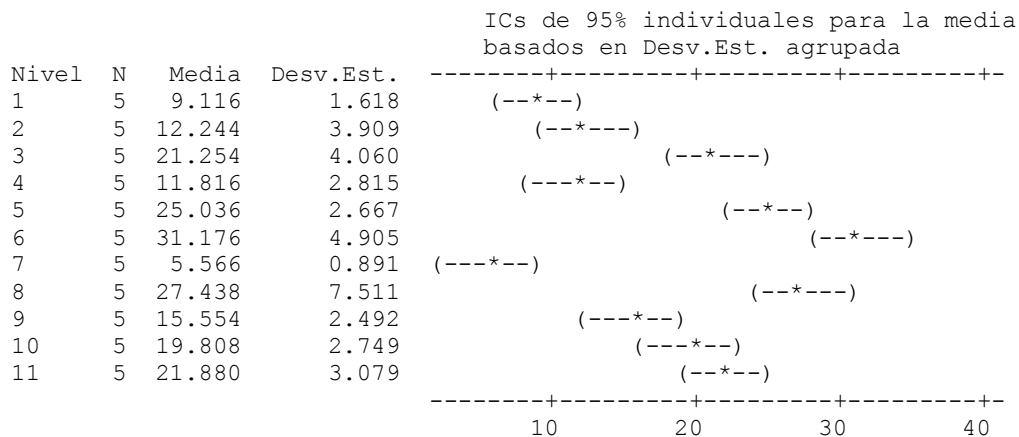 ICs de 95% individuales para la media
basados en Desv.Est. agrupada
Nivel  N   Media  Desv.Est.  --------+---------+---------+---------+-
1      5   9.116      1.618      (--*--)
2      5  12.244      3.909         (--*---)
3      5  21.254      4.060                  (--*---)
4      5  11.816      2.815        (---*--)
5      5  25.036      2.667                      (--*--)
6      5  31.176      4.905                            (--*---)
7      5   5.566      0.891  (---*--)
8      5  27.438      7.511                        (--*---)
9      5  15.554      2.492            (---*--)
10     5  19.808      2.749                (---*--)
11     5  21.880      3.079                   (--*--)
--------+---------+---------+---------+-
10        20        30        40